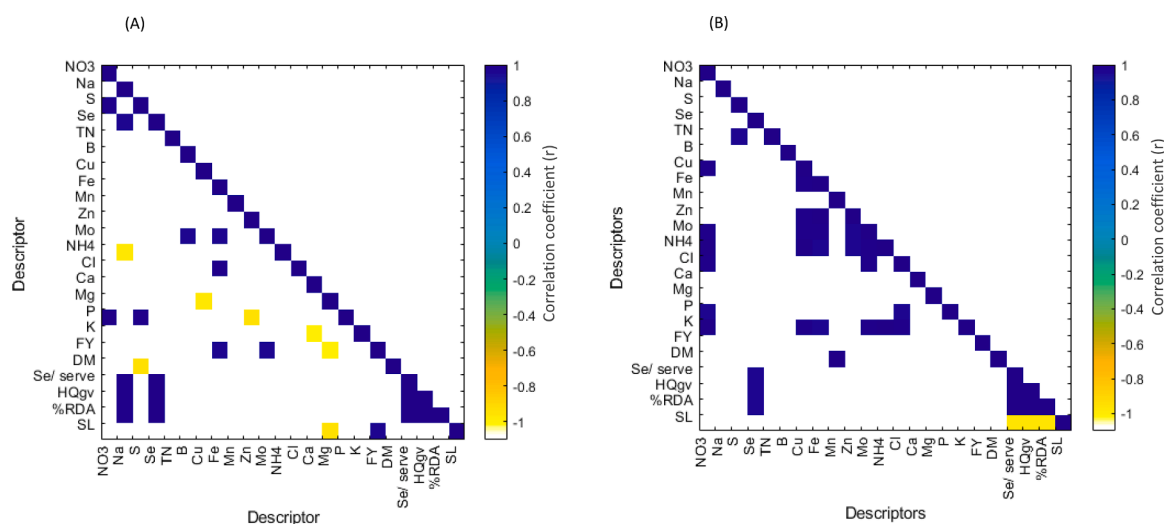 (A)
NO3
Na
S
Se
TN
B
Cu
Fe
Mn
Zn
Mo
NH4
Cl
Ca
Mg
P
K
FY
DM
Se/ serve
HQgv
%RDA
SL
Descriptor
NO3
Na
S
Se
TN
B
Cu
Fe
Mn
Zn
Mo
NH4
Cl
Ca
Mg
P
K
FY
DM
Se/ serve
HQgv
%RDA
SL
Descriptor
1
0.8
0.6
0.4
0.2
0
-0.2
-0.4
-0.6
-0.8
-1
Correlation coefficient (r)
(B)
NO3
Na
S
Se
TN
B
Cu
Fe
Mn
Zn
Mo
NH4
Cl
Ca
Mg
P
K
FY
DM
Se/ serve
HQgv
%RDA
SL
Descriptors
NO3
Na
S
Se
TN
B
Cu
Fe
Mn
Zn
Mo
NH4
Cl
Ca
Mg
P
K
FY
DM
Se/ serve
HQgv
%RDA
SL
Descriptors
1
0.8
0.6
0.4
0.2
0
-0.2
-0.4
-0.6
-0.8
-1
Correlation coefficient (r)